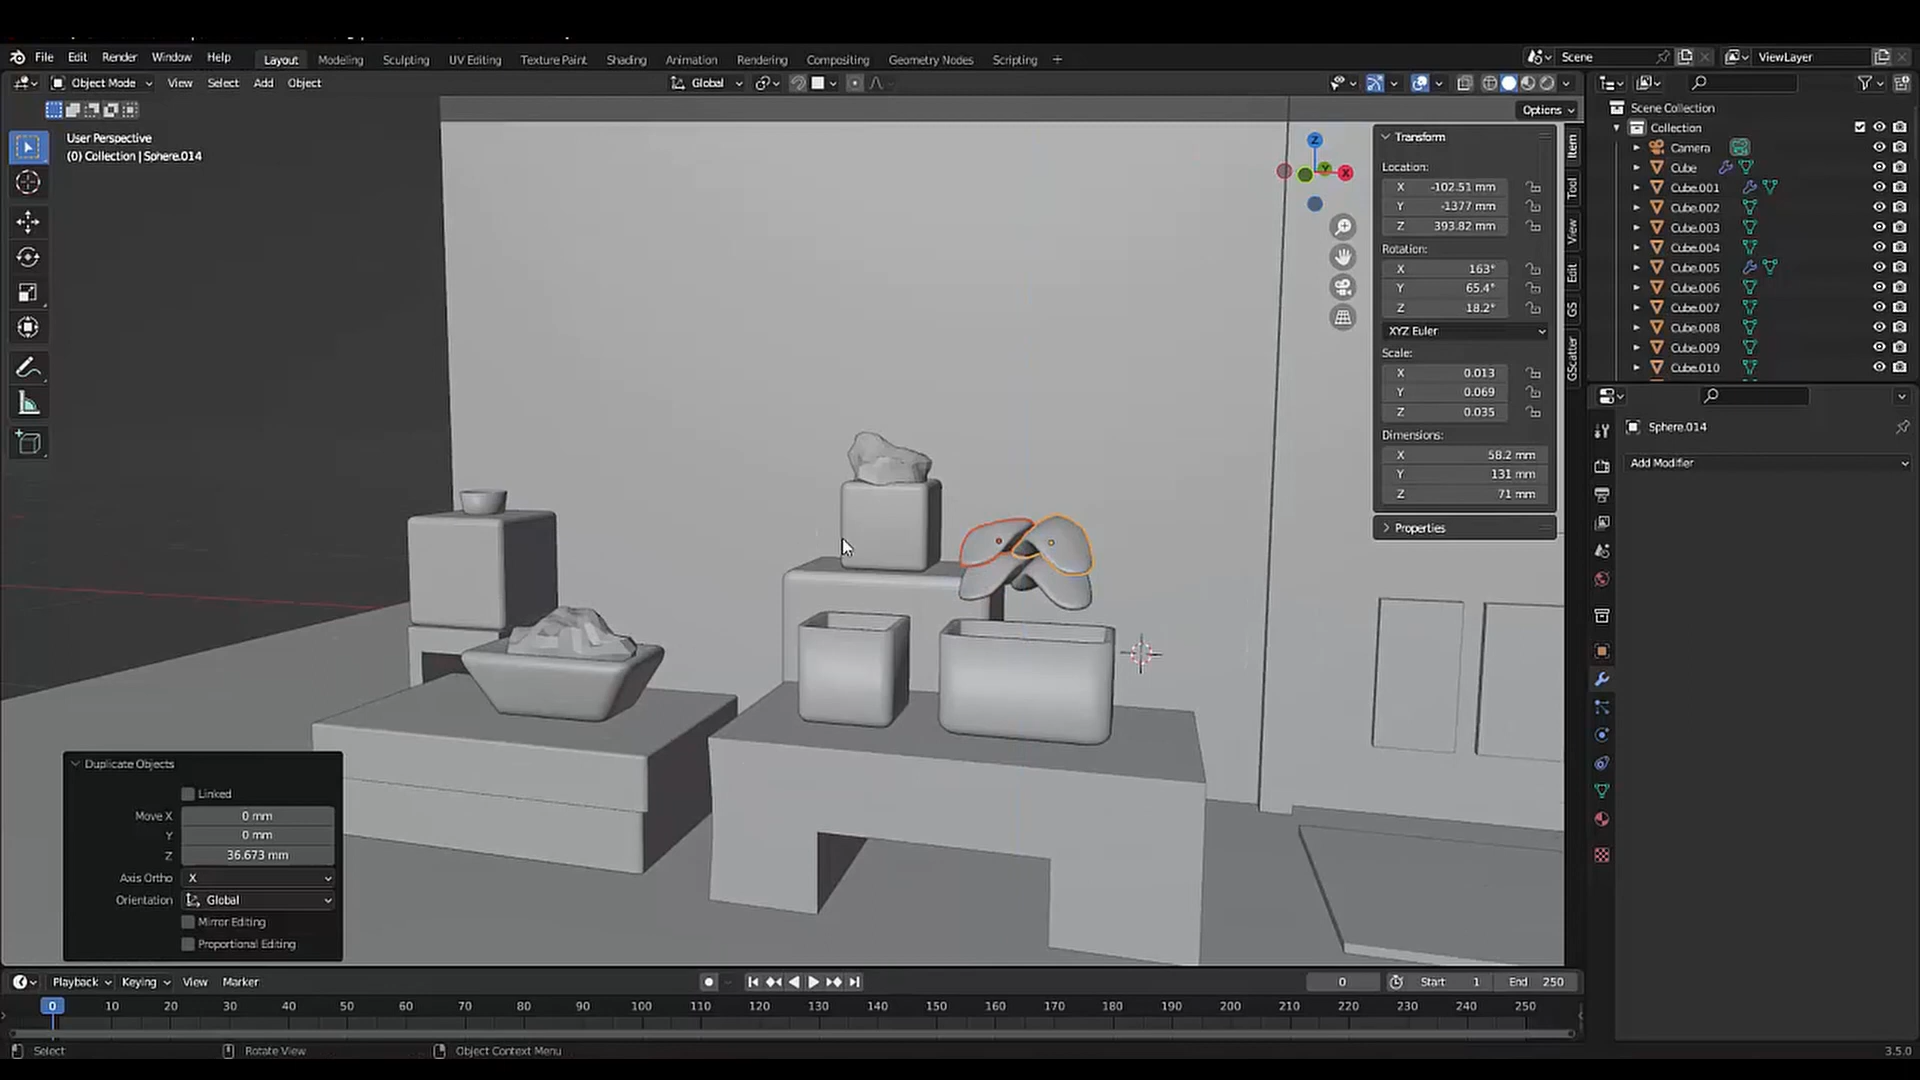 File Edit Render Window Help Layout Modeling Sculpting UV Editing Texture Paint Shading Animation Rendering Compositing Geometry Nodes Scripting + Scene ViewLayer
Object Mode View Select Add Object Global
Options
User Perspective
(0) Collection | Sphere.014
Transform
Location:
X -102.51 mm
Y -1377 mm
Z 393.82 mm
Rotation:
X 163°
Y 65.4°
Z 18.2°
XYZ Euler
Scale:
X 0.013
Y 0.069
Z 0.035
Dimensions:
X 58.2 mm
Y 131 mm
Z 71 mm
Properties
Item
Tool
View
Edit
GS
GScatter
Z
Y
X
Scene Collection
Collection
Camera
Cube
Cube.001
Cube.002
Cube.003
Cube.004
Cube.005
Cube.006
Cube.007
Cube.008
Cube.009
Cube.010
Sphere.014
Add Modifier
Duplicate Objects
Linked
Move X 0 mm
Y 0 mm
Z 36.673 mm
Axis Ortho X
Orientation Global
Mirror Editing
Proportional Editing
Playback Keying View Marker 0 Start 1 End 250
0 10 20 30 40 50 60 70 80 90 100 110 120 130 140 150 160 170 180 190 200 210 220 230 240 250
Select Rotate View Object Context Menu 3.5.0